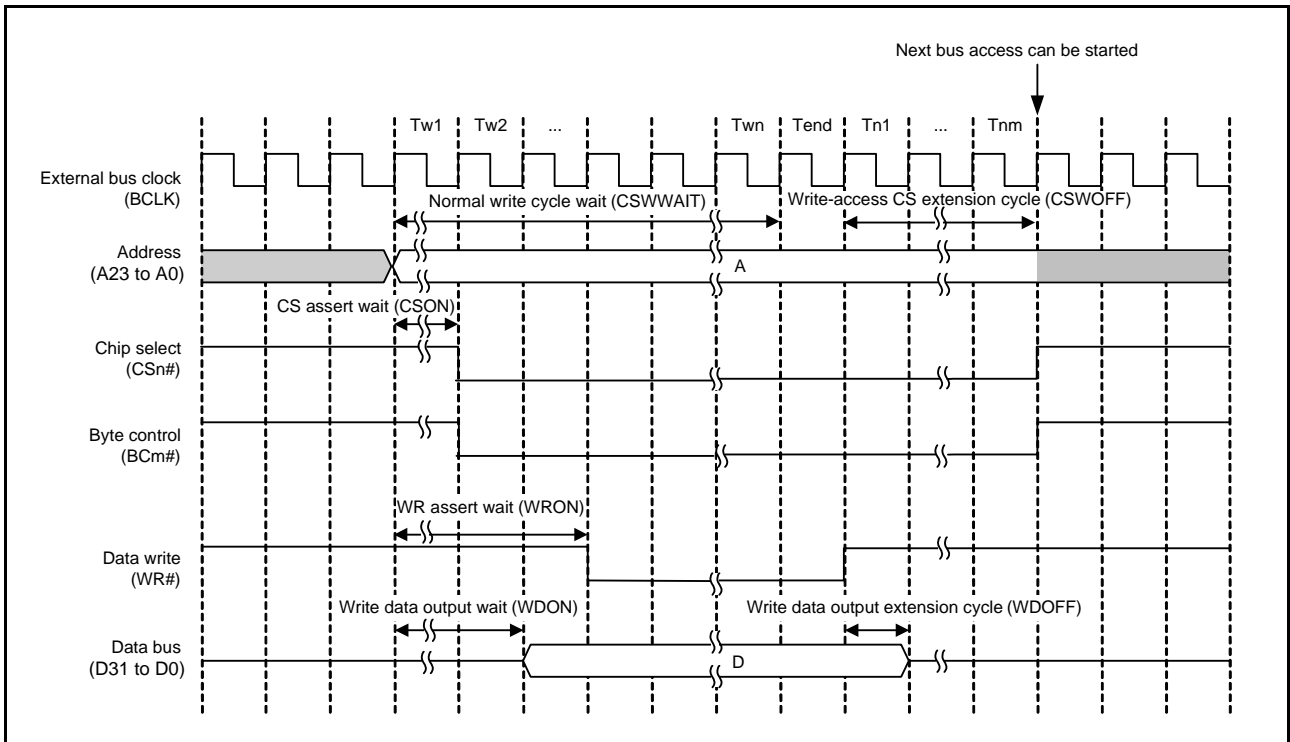 Next bus access can be started
Tw1 Tw2 ... Twn Tend Tn1 ... Tnm
External bus clock
(BCLK)
Normal write cycle wait (CSWWAIT)
Write-access CS extension cycle (CSWOFF)
Address
(A23 to A0)
A
CS assert wait (CSON)
Chip select
(CSn#)
Byte control
(BCm#)
WR assert wait (WRON)
Data write
(WR#)
Write data output wait (WDON)
Write data output extension cycle (WDOFF)
Data bus
(D31 to D0)
D